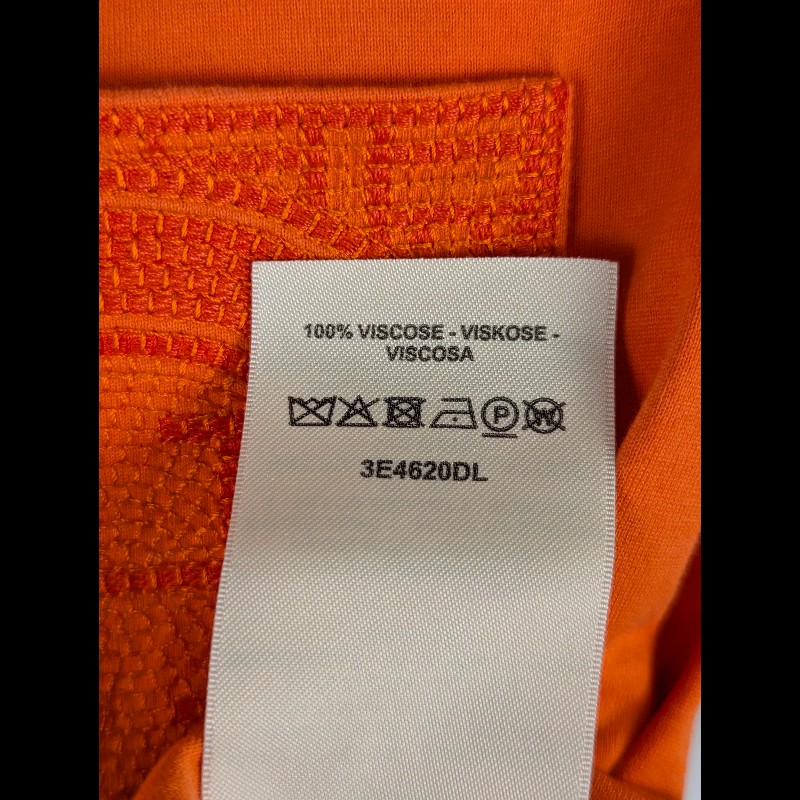 100% VISCOSE - VISKOSE -
VISCOSA
P W
3E4620DL